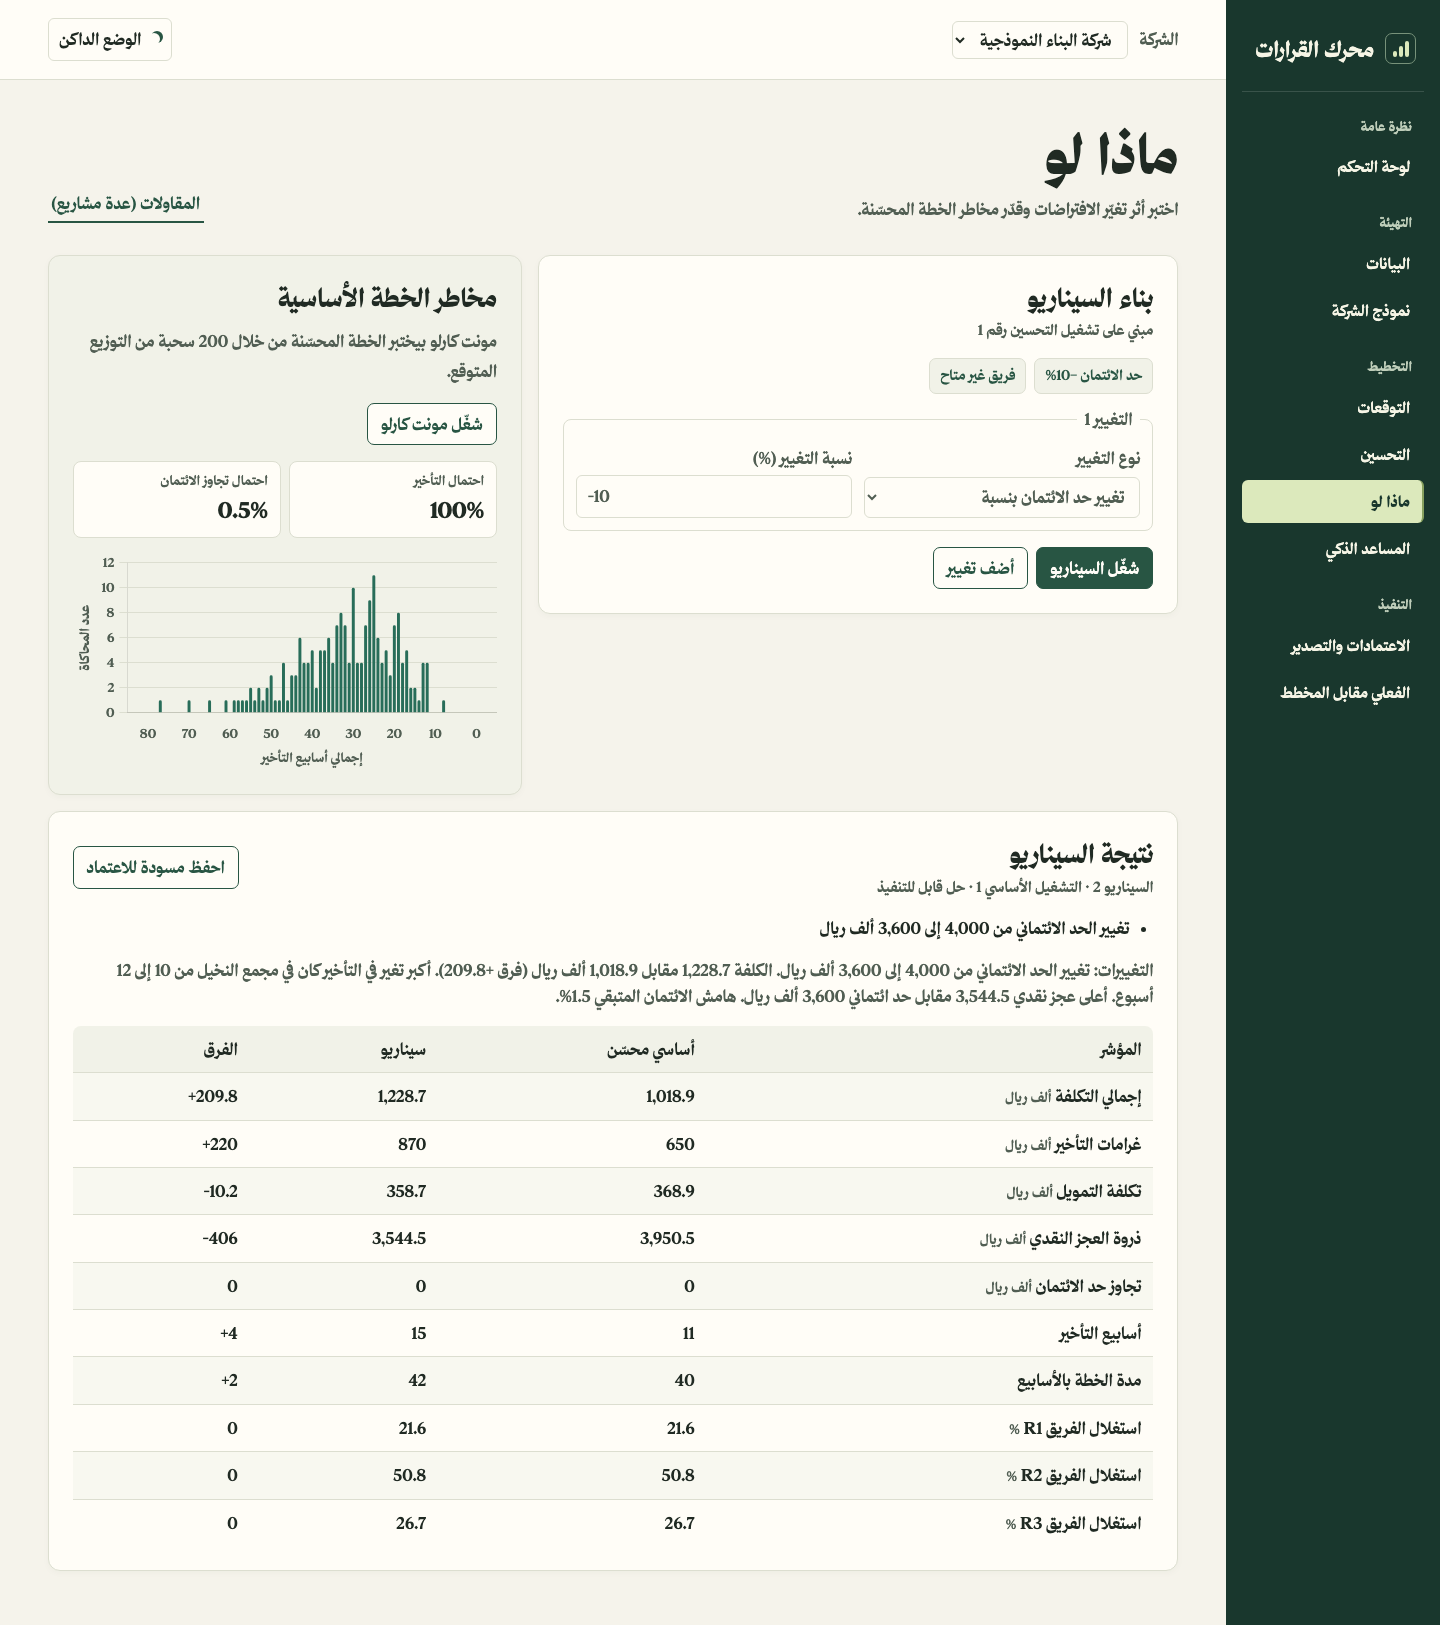 محرك القرارات
نظرة عامة
لوحة التحكم
التهيئة
البيانات
نموذج الشركة
التخطيط
التوقعات
التحسين
ماذا لو
المساعد الذكي
التنفيذ
الاعتمادات والتصدير
الفعلي مقابل المخطط
الشركة
شركة البناء النموذجية
الوضع الداكن
ماذا لو
اختبر أثر تغيّر الافتراضات وقدّر مخاطر الخطة المحسّنة.
المقاولات (عدة مشاريع)
بناء السيناريو
مبني على تشغيل التحسين رقم 1
حد الائتمان −10%
فريق غير متاح
التغيير 1
نوع التغيير
نسبة التغيير (%)
تغيير حد الائتمان بنسبة
-10
شغّل السيناريو
أضف تغيير
مخاطر الخطة الأساسية
مونت كارلو بيختبر الخطة المحسّنة من خلال 200 سحبة من التوزيع
المتوقع.
شغّل مونت كارلو
احتمال التأخير
100%
احتمال تجاوز الائتمان
0.5%
12
10
8
6
4
2
0
عدد المحاكاة
80 70 60 50 40 30 20 10 0
إجمالي أسابيع التأخير
نتيجة السيناريو
السيناريو 2 · التشغيل الأساسي 1 · حل قابل للتنفيذ
احفظ مسودة للاعتماد
• تغيير الحد الائتماني من 4,000 إلى 3,600 ألف ريال
التغييرات: تغيير الحد الائتماني من 4,000 إلى 3,600 ألف ريال. الكلفة 1,228.7 مقابل 1,018.9 ألف ريال (فرق +209.8). أكبر تغير في التأخير كان في مجمع النخيل من 10 إلى 12
أسبوع. أعلى عجز نقدي 3,544.5 مقابل حد ائتماني 3,600 ألف ريال. هامش الائتمان المتبقي 1.5%.
المؤشر أساسي محسّن سيناريو الفرق
إجمالي التكلفة ألف ريال 1,018.9 1,228.7 +209.8
غرامات التأخير ألف ريال 650 870 +220
تكلفة التمويل ألف ريال 368.9 358.7 -10.2
ذروة العجز النقدي ألف ريال 3,950.5 3,544.5 -406
تجاوز حد الائتمان ألف ريال 0 0 0
أسابيع التأخير 11 15 +4
مدة الخطة بالأسابيع 40 42 +2
استغلال الفريق R1 % 21.6 21.6 0
استغلال الفريق R2 % 50.8 50.8 0
استغلال الفريق R3 % 26.7 26.7 0